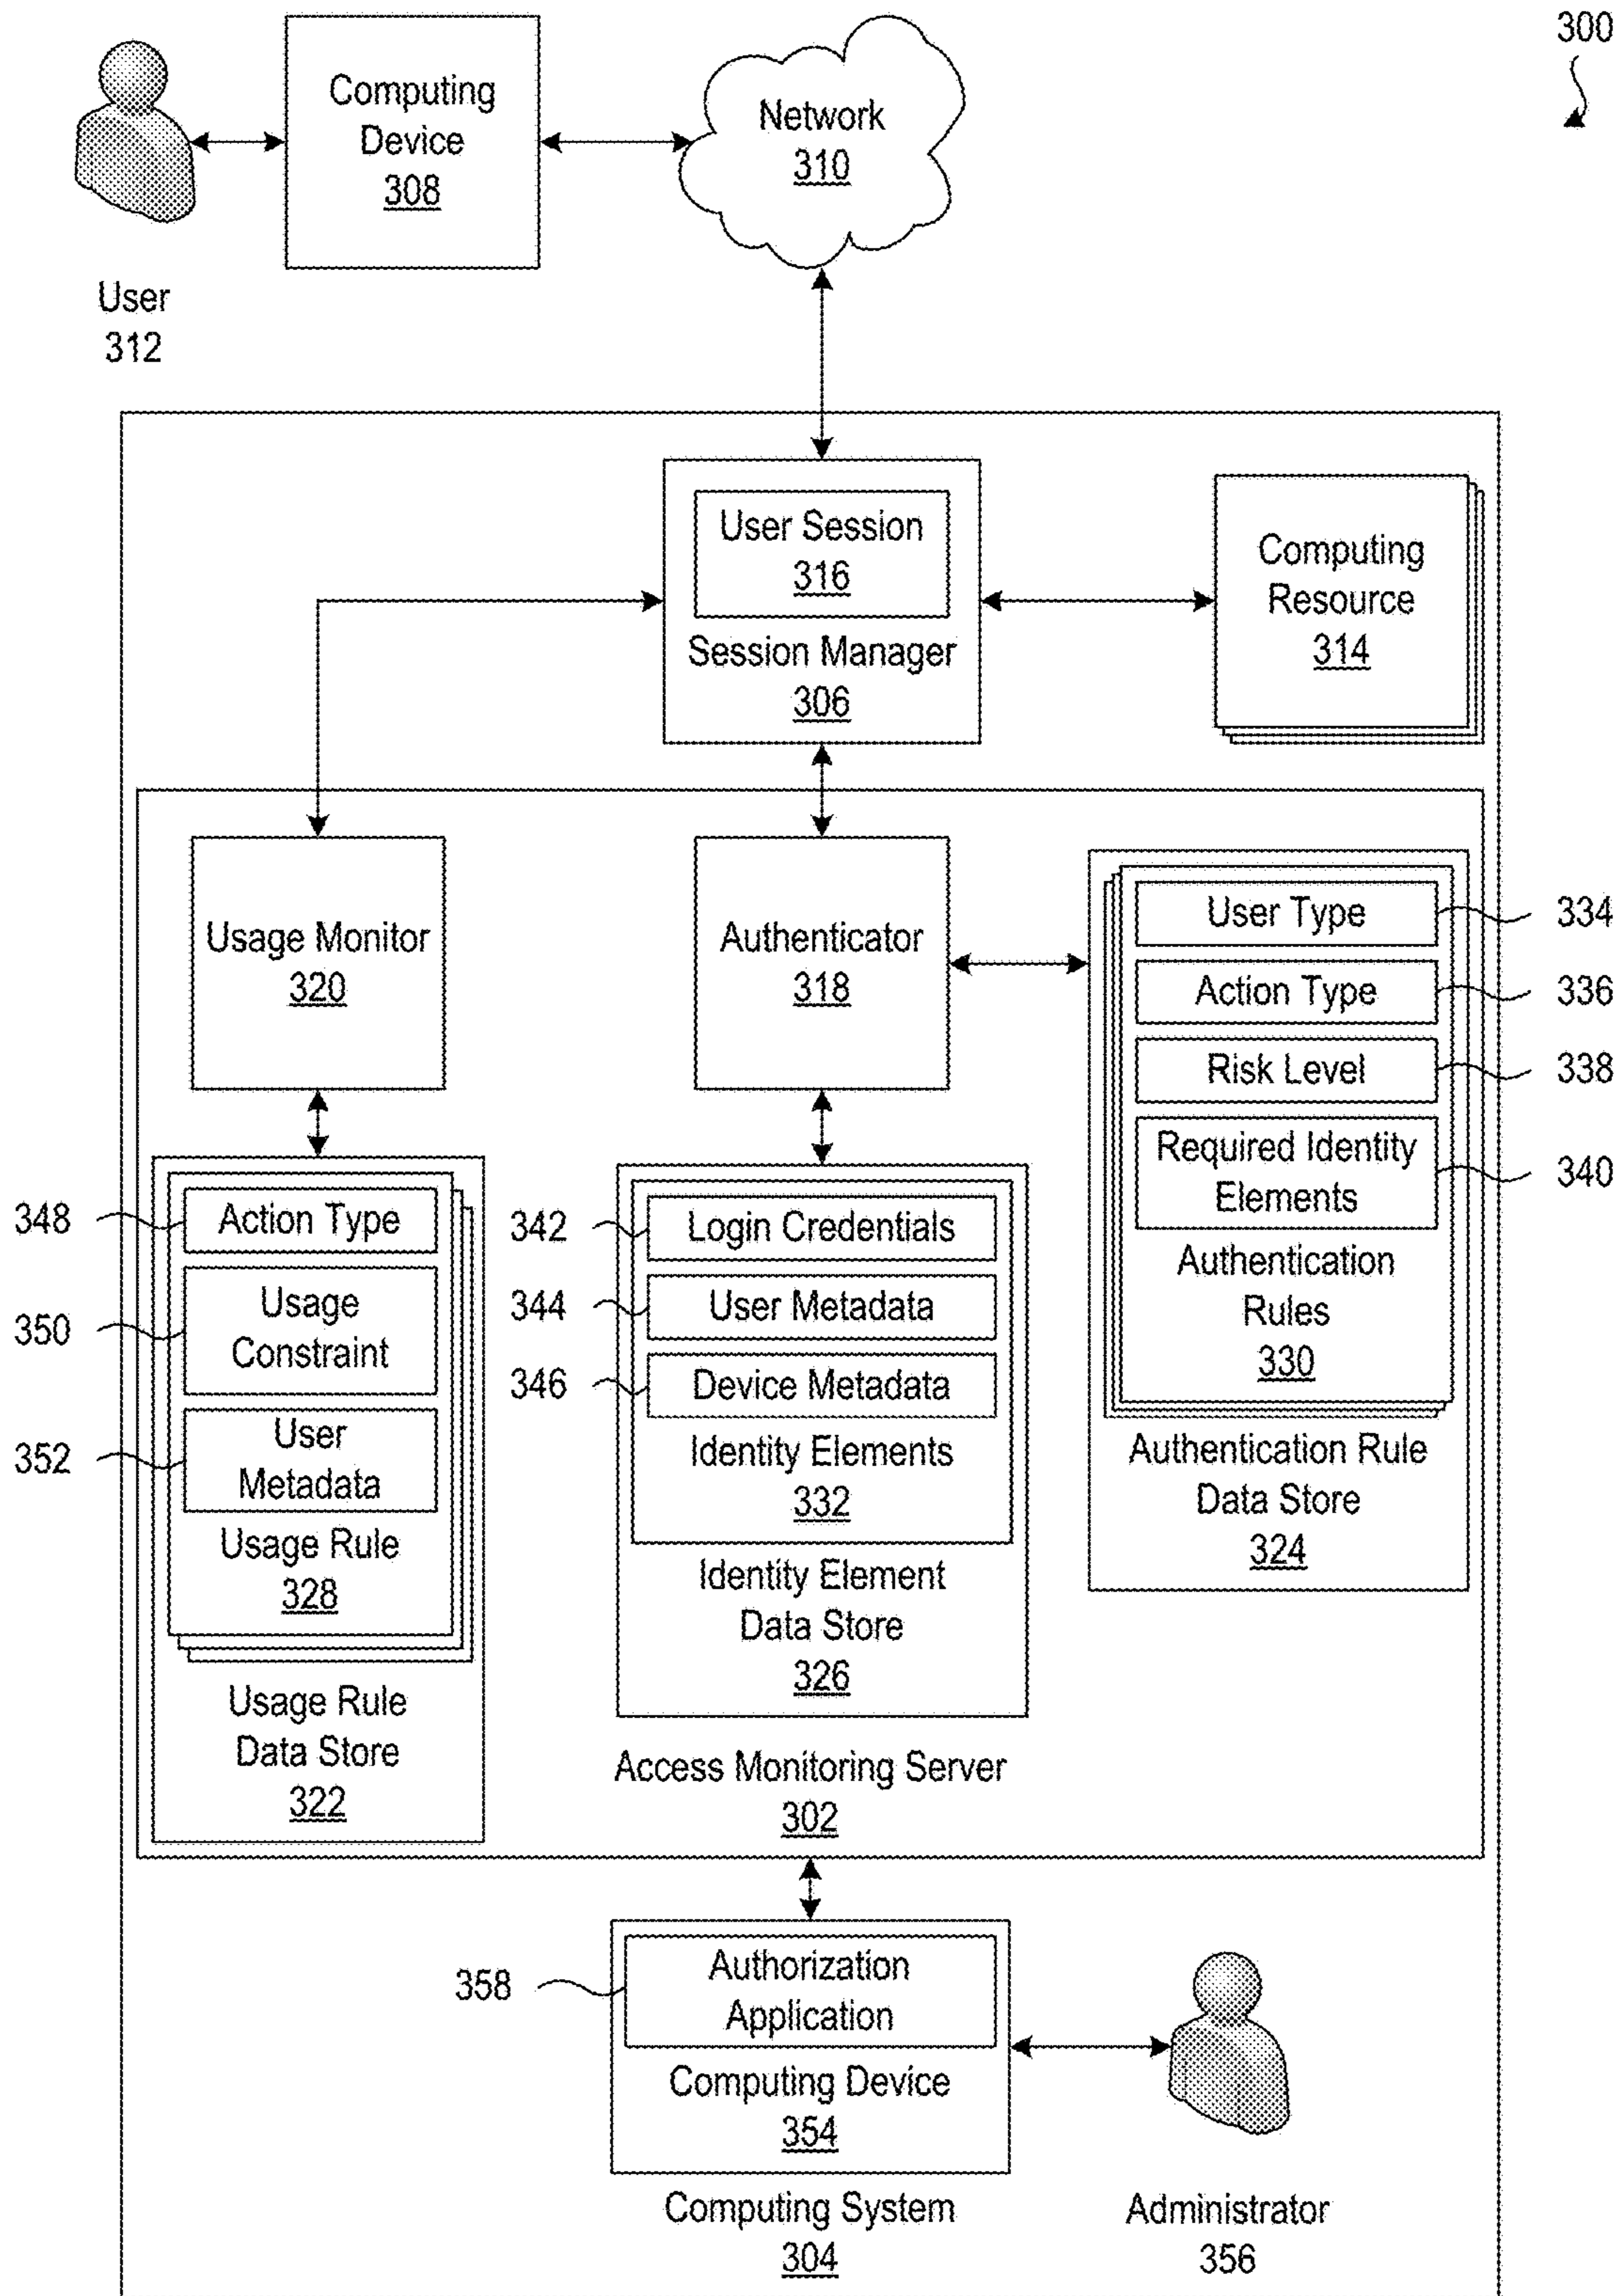 300
Computing
Device
308
Network
310
User
312
User Session
316
Session Manager
306
Computing
Resource
314
Usage Monitor
320
Authenticator
318
User Type
334
Action Type
336
Risk Level
338
Required Identity
Elements
340
Authentication
Rules
330
Authentication Rule
Data Store
324
348
Action Type
350
Usage
Constraint
352
User
Metadata
Usage Rule
328
Usage Rule
Data Store
322
342
Login Credentials
344
User Metadata
346
Device Metadata
Identity Elements
332
Identity Element
Data Store
326
Access Monitoring Server
302
358
Authorization
Application
Computing Device
354
Computing System
304
Administrator
356